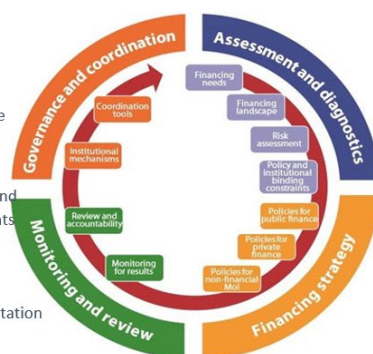 Governance and coordination
Assessment and diagnostics
Financing
needs
Financing
landscape
Risk
assessment
Policy and
institutional
binding
constraints
Policies for
public finance
Policies for
private
finance
Policies for
non-financial
MoI
Financing strategy
Monitoring
for results
Review and
accountability
Monitoring and review
Institutional
mechanisms
Coordination
tools